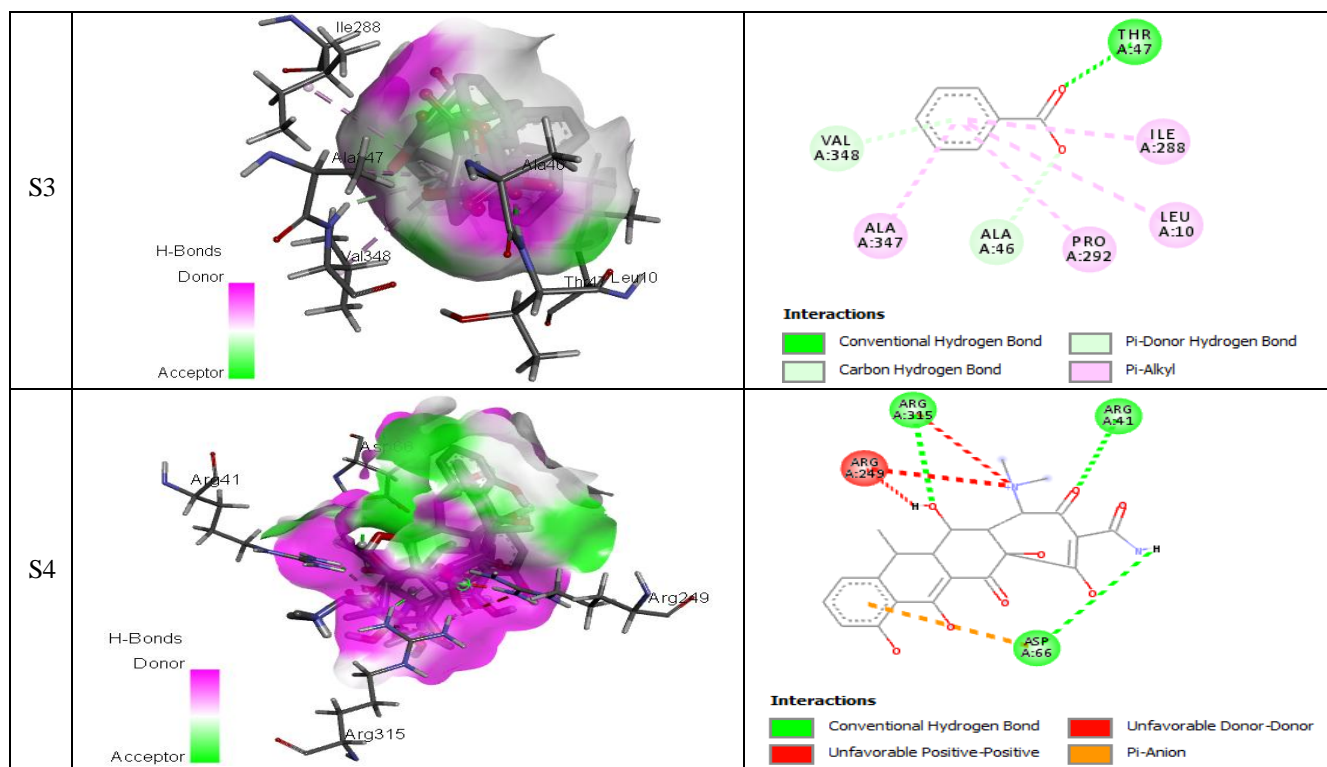 S3
Ile288
Ala347
Ala46
Val348
Thr47
Leu10
H-Bonds
Donor
Acceptor
THR
A:47
VAL
A:348
ILE
A:288
ALA
A:347
ALA
A:46
PRO
A:292
LEU
A:10
O
O
Interactions
Conventional Hydrogen Bond
Pi-Donor Hydrogen Bond
Carbon Hydrogen Bond
Pi-Alkyl
S4
Arg41
Arg249
Arg315
H-Bonds
Donor
Acceptor
ARG
A:315
ARG
A:41
ARG
A:249
N+
O
O
H
O
N
H
O
O
O
O
O
O
ASP
A:66
Interactions
Conventional Hydrogen Bond
Unfavorable Donor-Donor
Unfavorable Positive-Positive
Pi-Anion